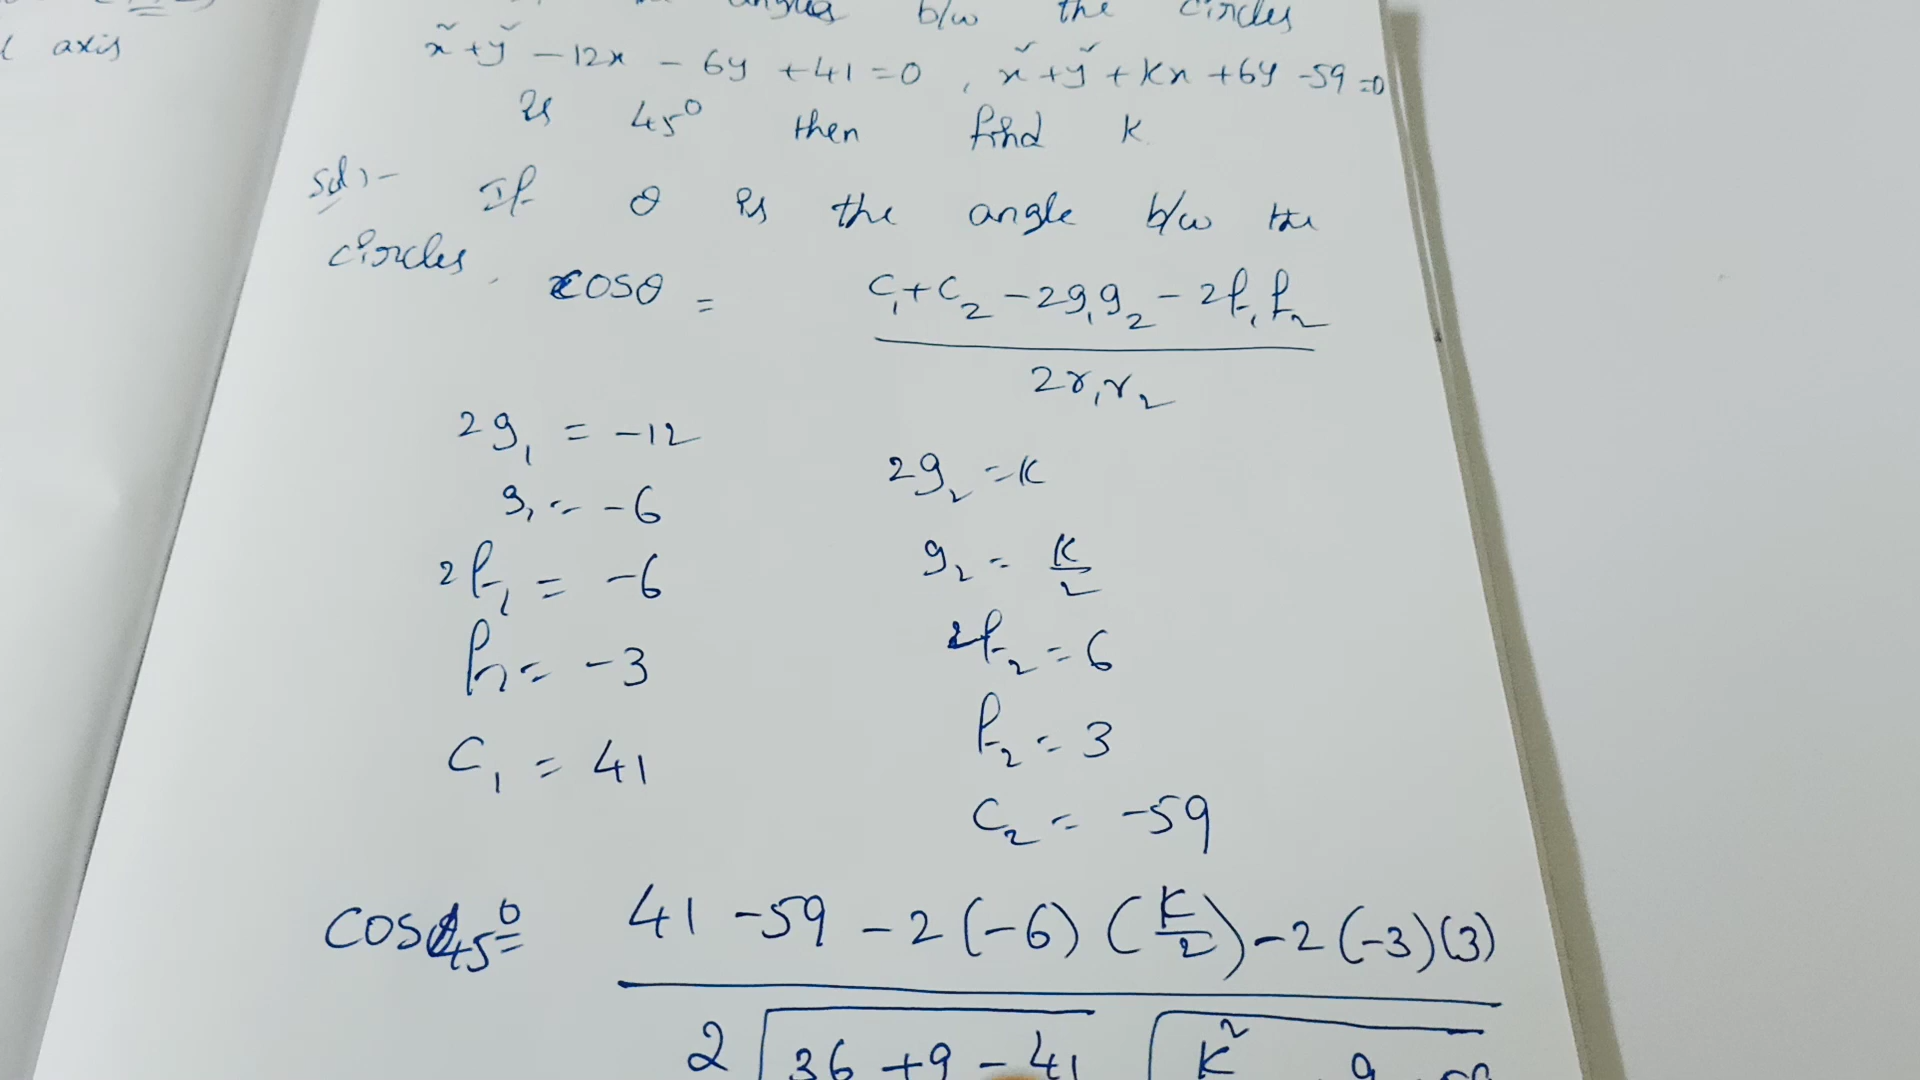 axis
angles b/w the circles
x²+y² -12x - 6y +41 =0 , x²+y² + Kx +6y -59 =0
is 45° then find K.
Sol :- If θ is the angle b/w the
circles, cosθ = C₁+C₂ -2g₁g₂ - 2f₁f₂
2r₁r₂
2g₁ = -12
2g₂ = K
g₁ = -6
g₂ = K/2
2f₁ = -6
2f₂ = 6
f₁ = -3
f₂ = 3
C₁ = 41
C₂ = -59
cos45° = 41 -59 - 2(-6) (K/2) -2(-3)(3)
2 √36 +9 - 41 √K² 9